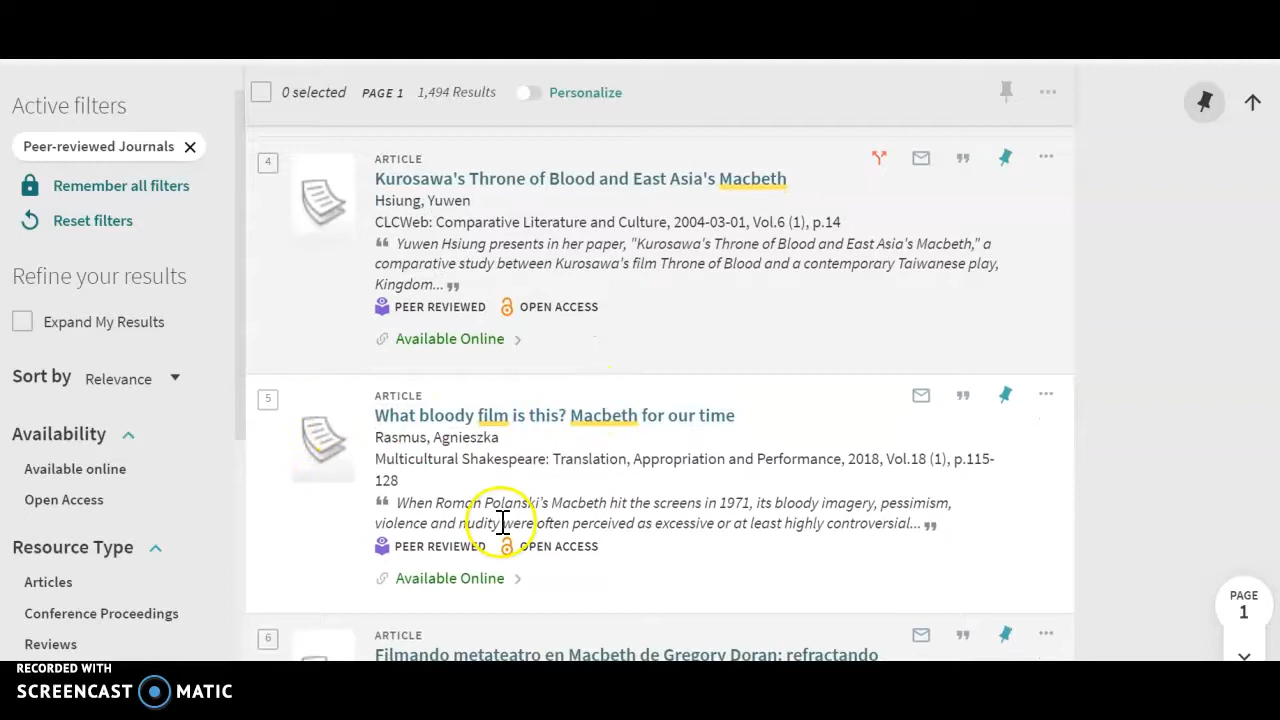 Active filters
Peer-reviewed Journals
Remember all filters
Reset filters
Refine your results
Expand My Results
Sort by Relevance
Availability
Available online
Open Access
Resource Type
Articles
Conference Proceedings
Reviews
0 selected PAGE 1 1,494 Results Personalize
4
ARTICLE
Kurosawa's Throne of Blood and East Asia's Macbeth
Hsiung, Yuwen
CLCWeb: Comparative Literature and Culture, 2004-03-01, Vol.6 (1), p.14
Yuwen Hsiung presents in her paper, "Kurosawa's Throne of Blood and East Asia's Macbeth," a
comparative study between Kurosawa's film Throne of Blood and a contemporary Taiwanese play,
Kingdom...
PEER REVIEWED OPEN ACCESS
Available Online
5
ARTICLE
What bloody film is this? Macbeth for our time
Rasmus, Agnieszka
Multicultural Shakespeare: Translation, Appropriation and Performance, 2018, Vol.18 (1), p.115-
128
When Roman Polanski's Macbeth hit the screens in 1971, its bloody imagery, pessimism,
violence and nudity were often perceived as excessive or at least highly controversial...
PEER REVIEWED OPEN ACCESS
Available Online
6
ARTICLE
Filmando metateatro en Macbeth de Gregory Doran: refractando
PAGE
1
RECORDED WITH
SCREENCAST MATIC